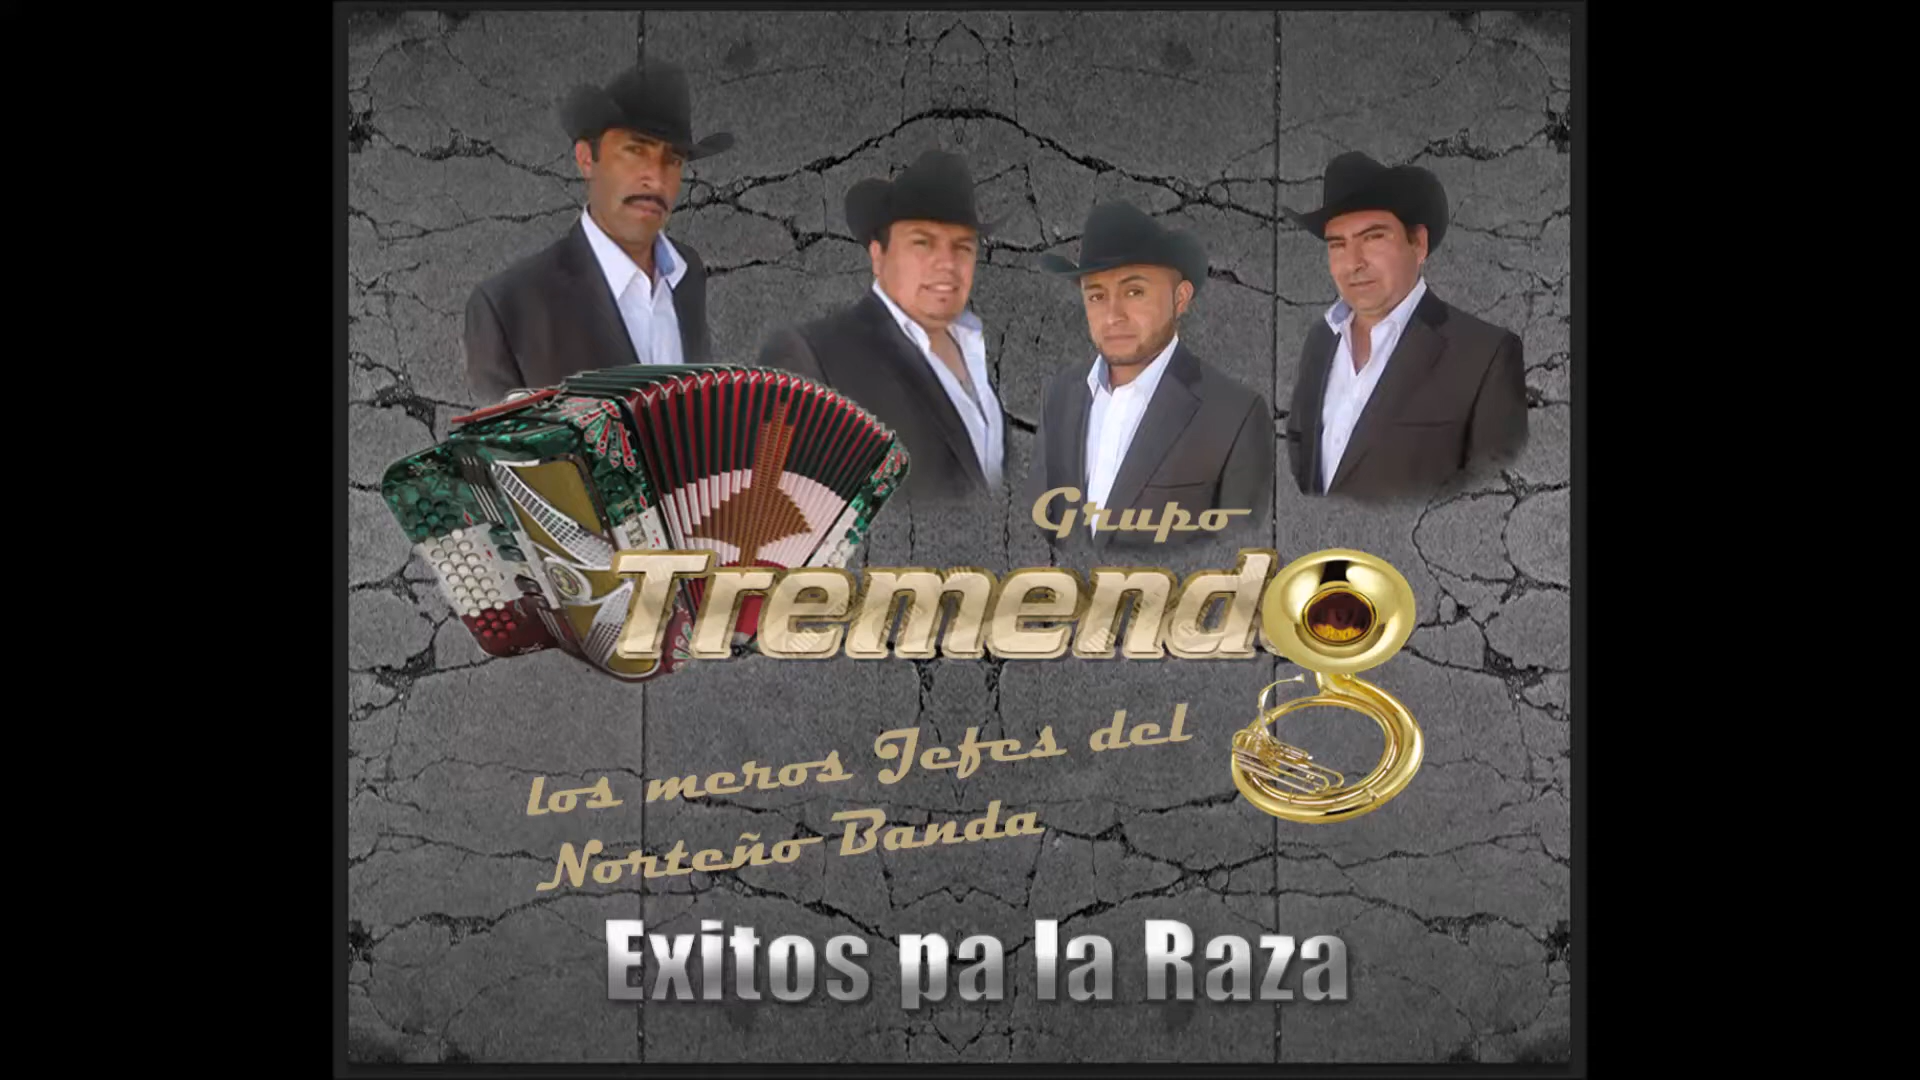 Grupo
Tremendo
los meros Jefes del
Norteño Banda
Exitos pa la Raza